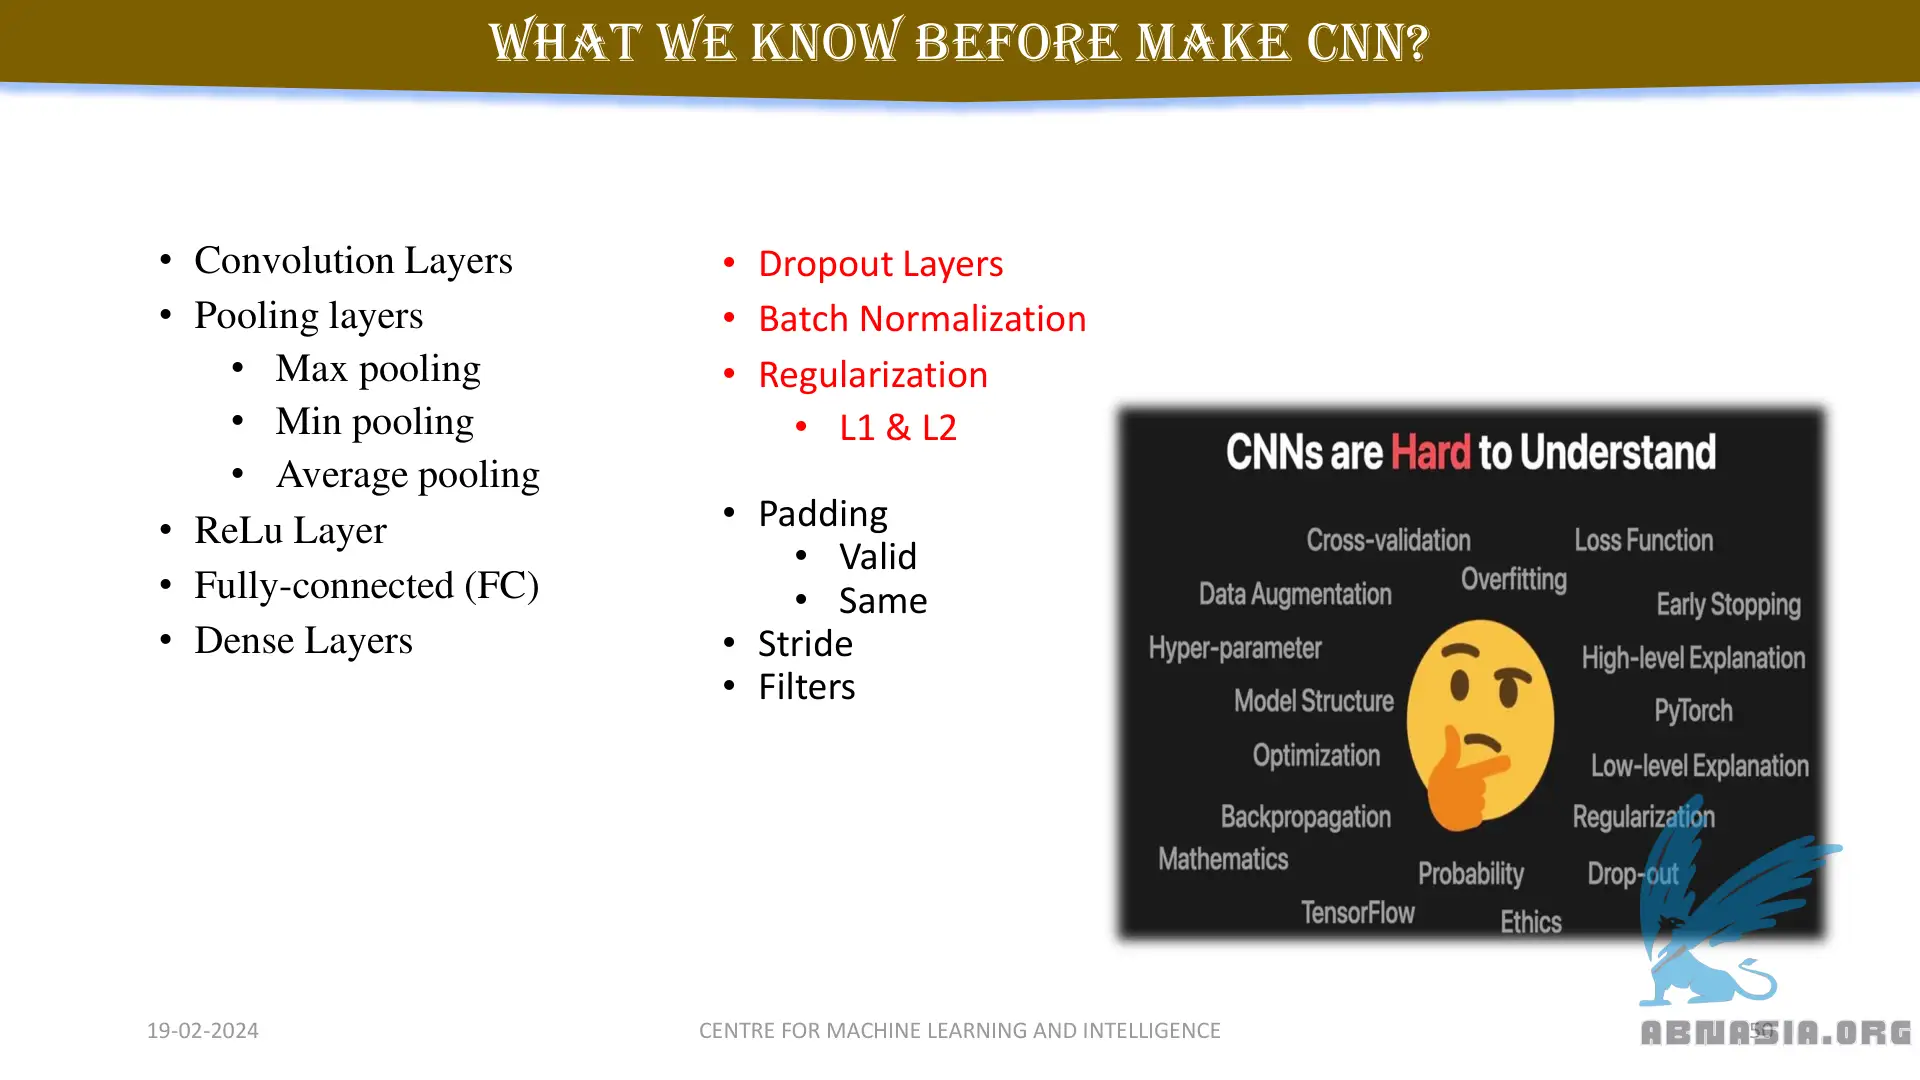 WHAT WE KNOW BEFORE MAKE CNN?
• Convolution Layers
• Pooling layers
• Max pooling
• Min pooling
• Average pooling
• ReLu Layer
• Fully-connected (FC)
• Dense Layers
• Dropout Layers
• Batch Normalization
• Regularization
• L1 & L2
• Padding
• Valid
• Same
• Stride
• Filters
CNNs are Hard to Understand
Cross-validation
Loss Function
Overfitting
Data Augmentation
Early Stopping
Hyper-parameter
High-level Explanation
Model Structure
PyTorch
Optimization
Low-level Explanation
Backpropagation
Regularization
Mathematics
Probability
Drop-out
TensorFlow
Ethics
19-02-2024
CENTRE FOR MACHINE LEARNING AND INTELLIGENCE
50
ABNASIA.ORG